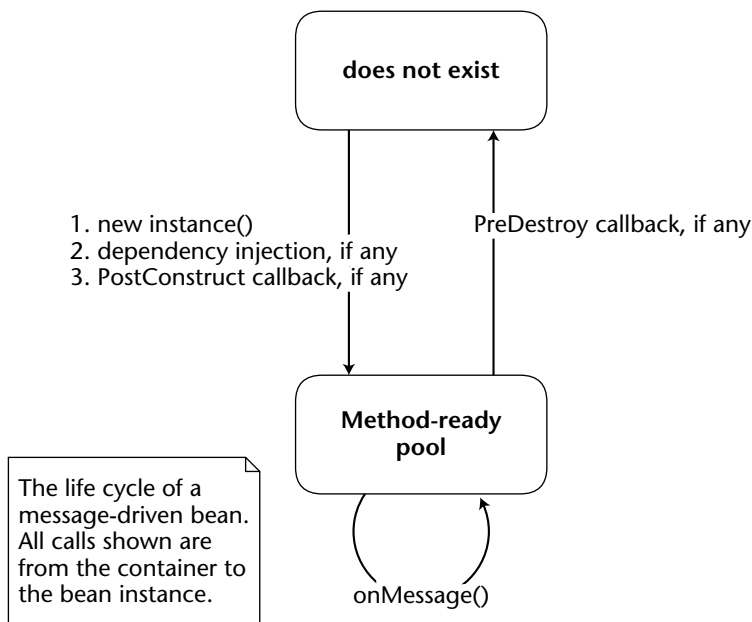 does not exist
1. new instance()
2. dependency injection, if any
3. PostConstruct callback, if any
PreDestroy callback, if any
Method-ready
pool
The life cycle of a
message-driven bean.
All calls shown are
from the container to
the bean instance.
onMessage()